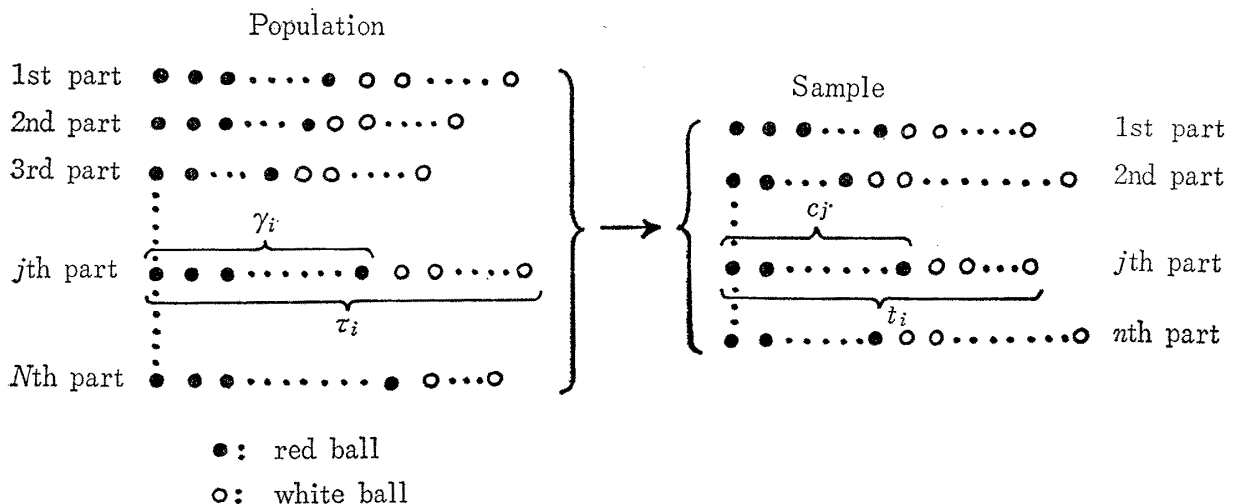 Population
1st part
2nd part
3rd part
γi
jth part
τi
Nth part
●: red ball
○: white ball
Sample
1st part
2nd part
cj
jth part
ti
nth part